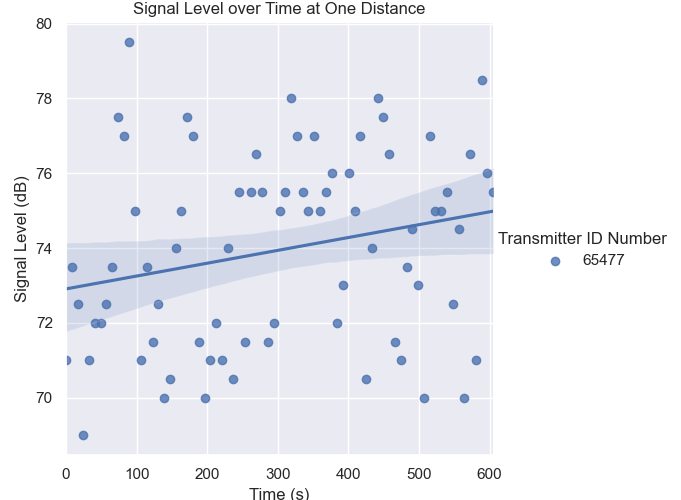 Signal Level over Time at One Distance
80
78
76
74
72
70
Signal Level (dB)
0 100 200 300 400 500 600
Time (s)
Transmitter ID Number
65477